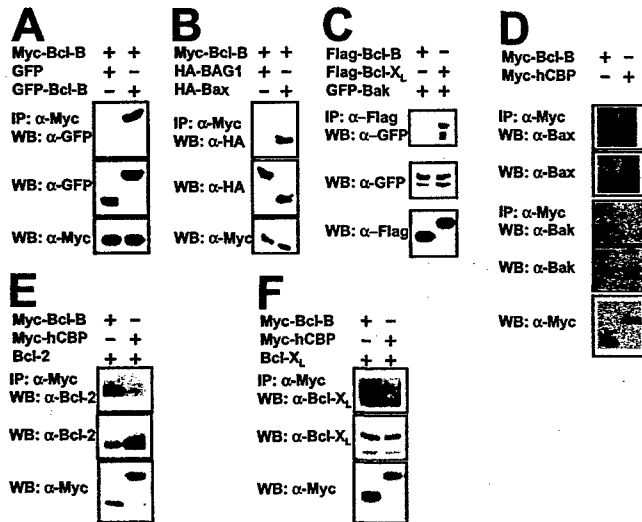 A
Myc-Bcl-B + +
GFP + −
GFP-Bcl-B − +
IP: α-Myc
WB: α-GFP
WB: α-GFP
WB: α-Myc
B
Myc-Bcl-B + +
HA-BAG1 + −
HA-Bax − +
IP: α-Myc
WB: α-HA
WB: α-HA
WB: α-Myc
C
Flag-Bcl-B + −
Flag-Bcl-XL − +
GFP-Bak + +
IP: α–Flag
WB: α–GFP
WB: α-GFP
WB: α–Flag
D
Myc-Bcl-B + −
Myc-hCBP − +
IP: α-Myc
WB: α-Bax
WB: α-Bax
IP: α-Myc
WB: α-Bak
WB: α-Bak
WB: α-Myc
E
Myc-Bcl-B + −
Myc-hCBP − +
Bcl-2 + +
IP: α-Myc
WB: α-Bcl-2
WB: α-Bcl-2
WB: α-Myc
F
Myc-Bcl-B + −
Myc-hCBP − +
Bcl-XL + +
IP: α-Myc
WB: α-Bcl-XL
WB: α-Bcl-XL
WB: α-Myc